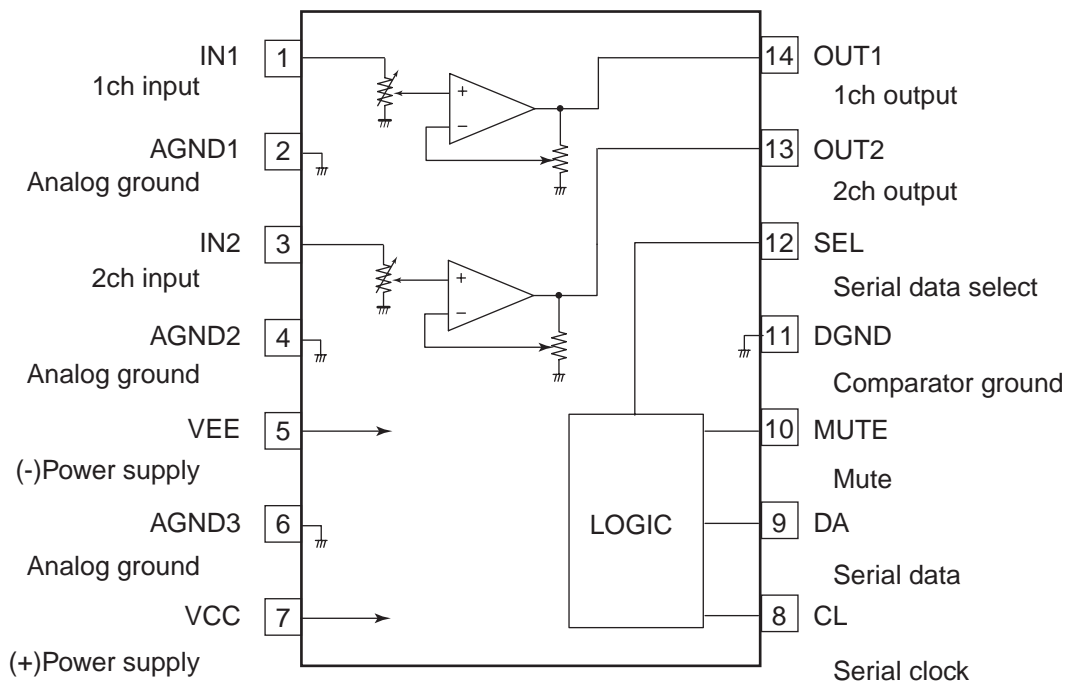 IN1 1 14 OUT1
1ch input 1ch output
+
−
AGND1 2 13 OUT2
Analog ground 2ch output
IN2 3 12 SEL
2ch input Serial data select
+
−
AGND2 4 11 DGND
Analog ground Comparator ground
VEE 5 10 MUTE
(-)Power supply Mute
AGND3 6 LOGIC 9 DA
Analog ground Serial data
VCC 7 8 CL
(+)Power supply Serial clock